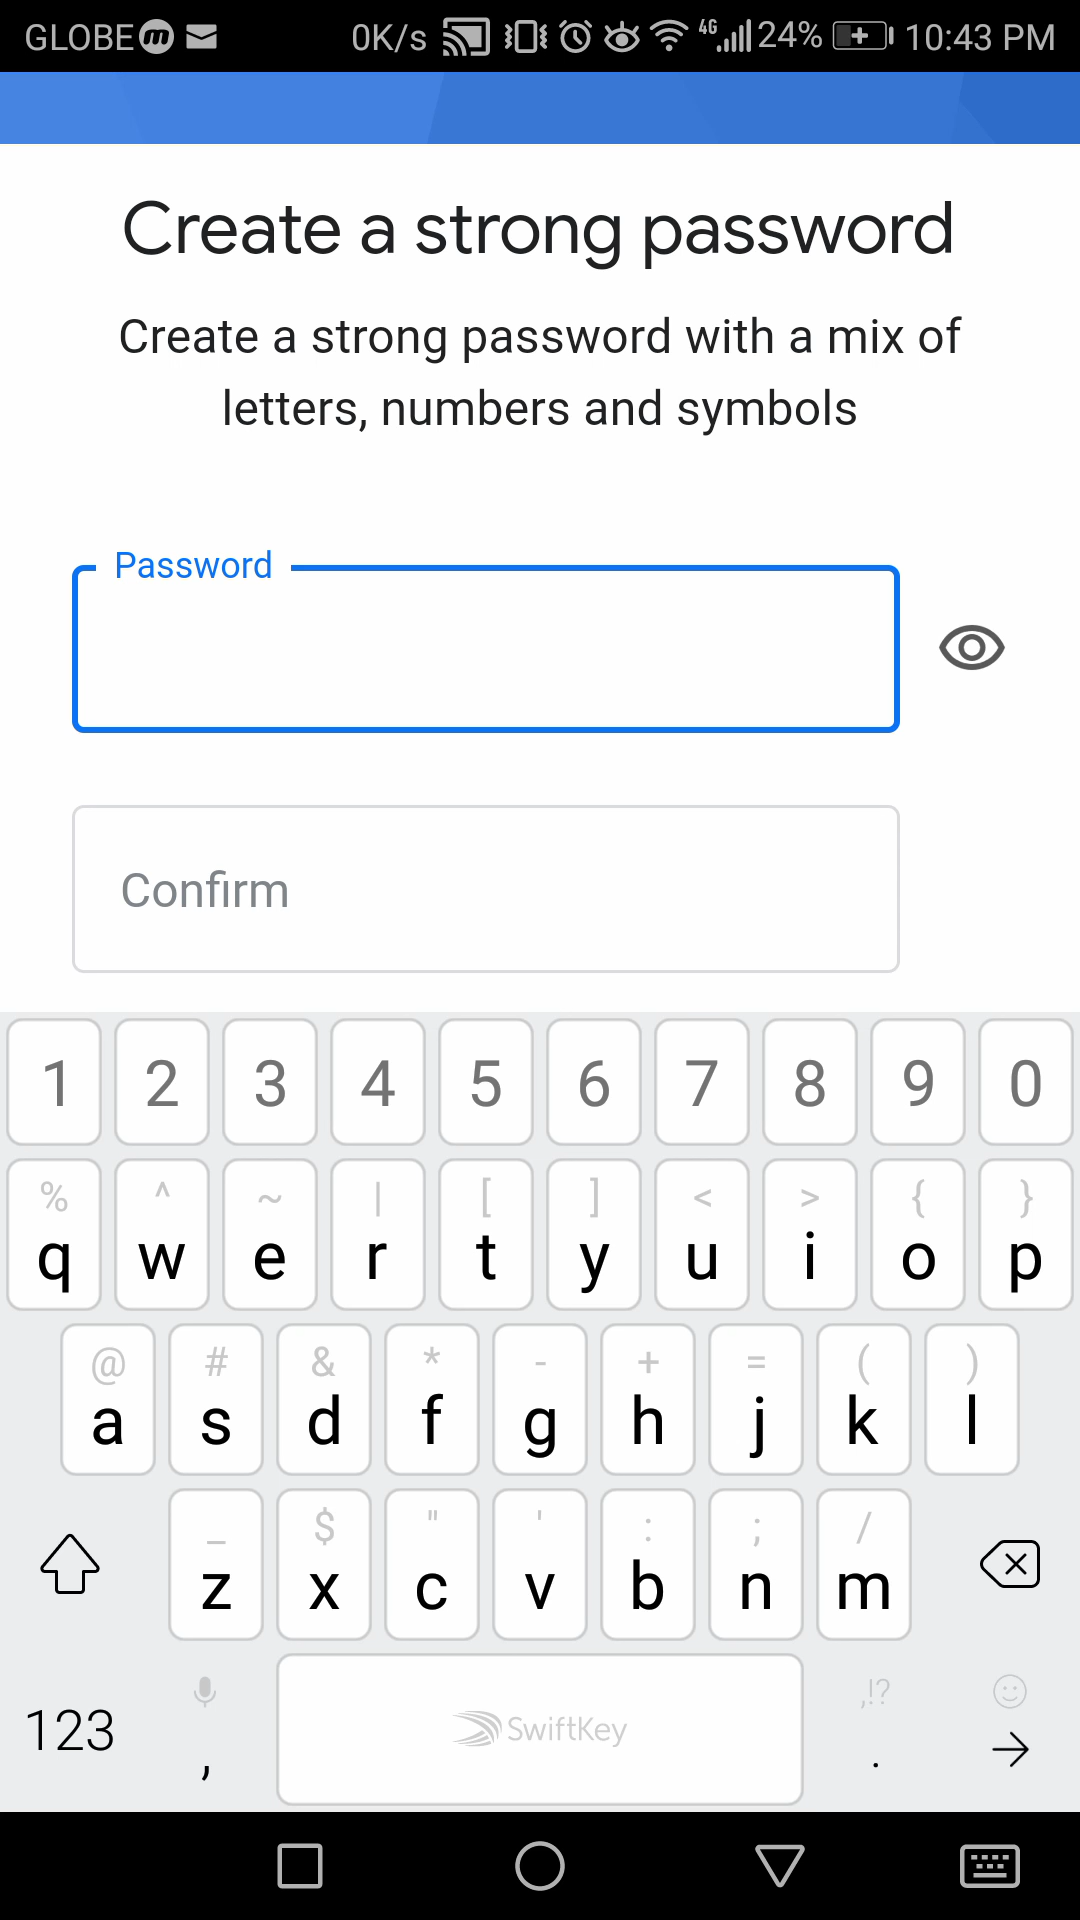 GLOBE 0K/s 4G 24% 10:43 PM
Create a strong password
Create a strong password with a mix of
letters, numbers and symbols
Password
Confirm
1 2 3 4 5 6 7 8 9 0
% ^ ~ | [ ] < > { }
q w e r t y u i o p
@ # & * - + = ( )
a s d f g h j k l
_ $ " ' : ; /
z x c v b n m
,!?
123 , SwiftKey .